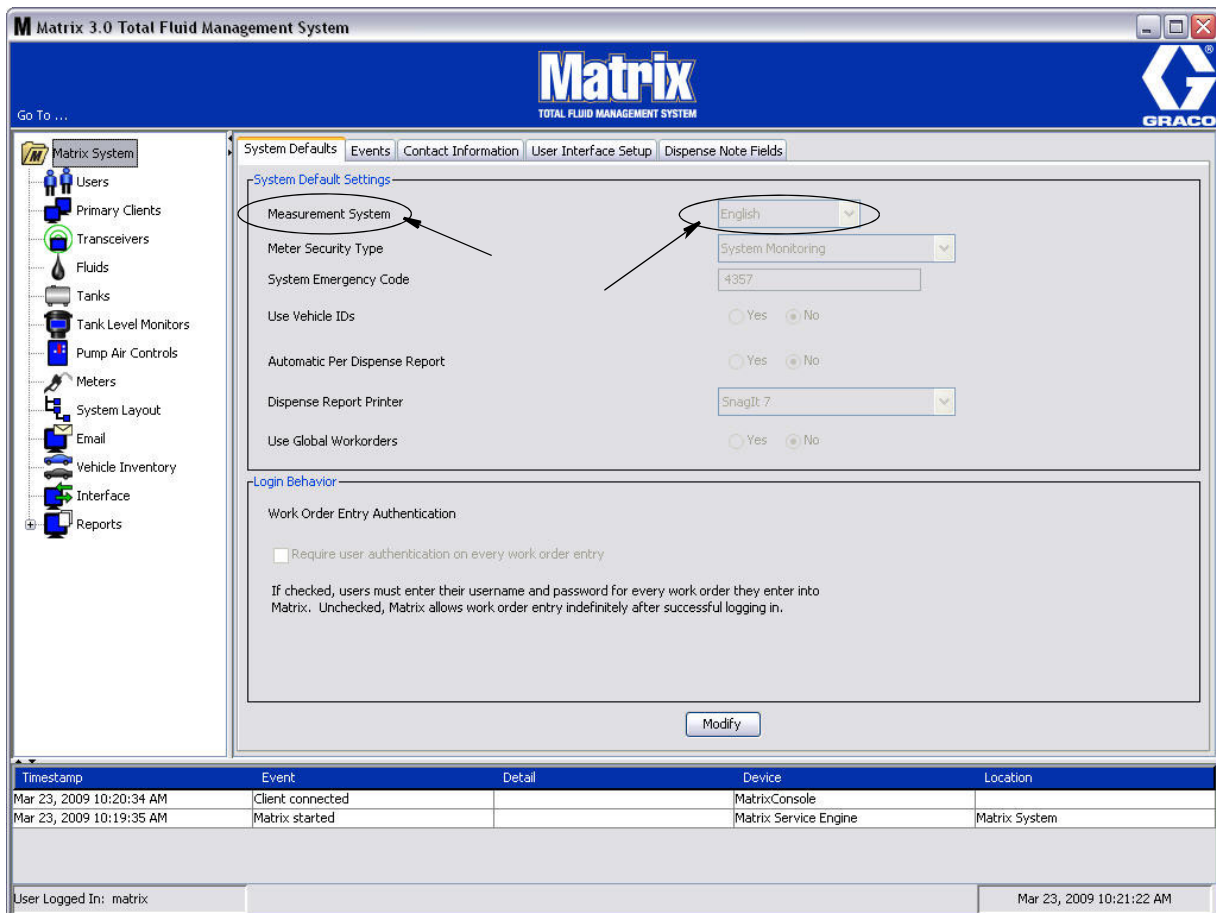 M Matrix 3.0 Total Fluid Management System
Matrix
TOTAL FLUID MANAGEMENT SYSTEM
GRACO
®
Go To ...
Matrix System
Users
Primary Clients
Transceivers
Fluids
Tanks
Tank Level Monitors
Pump Air Controls
Meters
System Layout
Email
Vehicle Inventory
Interface
Reports
System Defaults Events Contact Information User Interface Setup Dispense Note Fields
System Default Settings
Measurement System English
Meter Security Type System Monitoring
System Emergency Code 4357
Use Vehicle IDs Yes No
Automatic Per Dispense Report Yes No
Dispense Report Printer SnagIt 7
Use Global Workorders Yes No
Login Behavior
Work Order Entry Authentication
Require user authentication on every work order entry
If checked, users must enter their username and password for every work order they enter into
Matrix. Unchecked, Matrix allows work order entry indefinitely after successful logging in.
Modify
Timestamp Event Detail Device Location
Mar 23, 2009 10:20:34 AM Client connected MatrixConsole
Mar 23, 2009 10:19:35 AM Matrix started Matrix Service Engine Matrix System
User Logged In: matrix Mar 23, 2009 10:21:22 AM